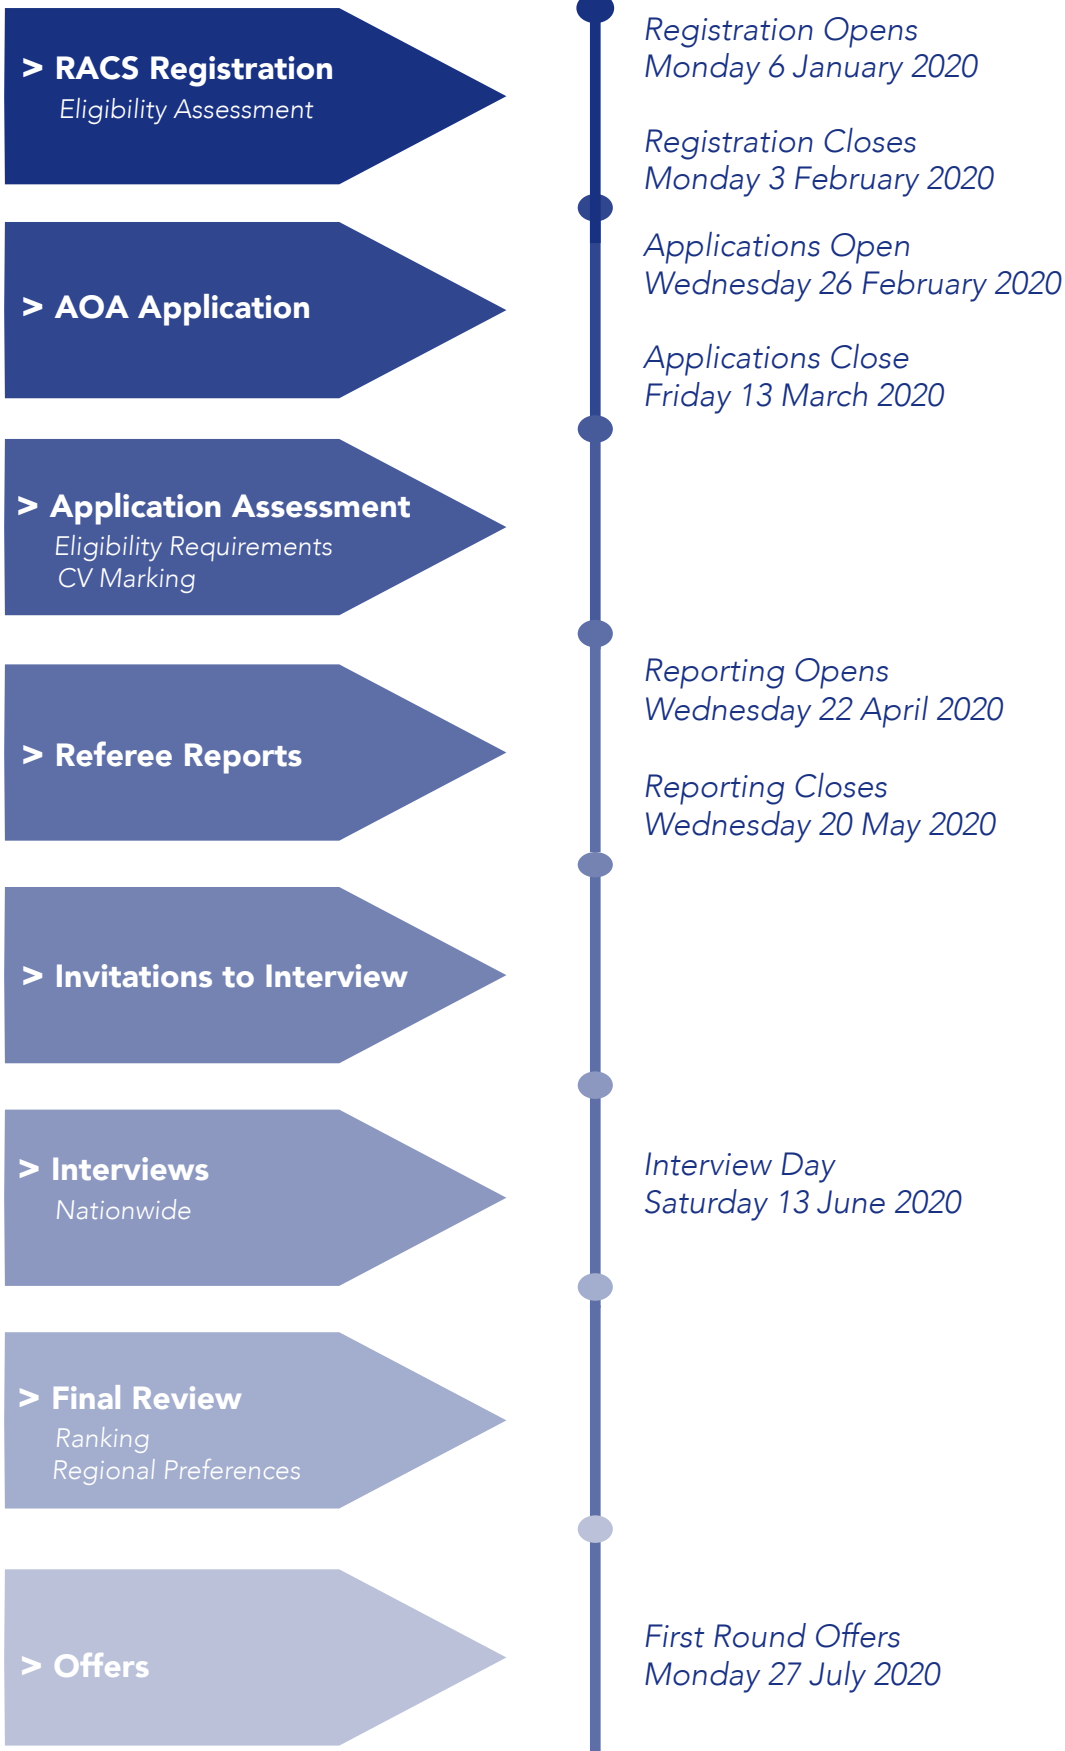 > RACS Registration
Eligibility Assessment
Registration Opens
Monday 6 January 2020
Registration Closes
Monday 3 February 2020
> AOA Application
Applications Open
Wednesday 26 February 2020
Applications Close
Friday 13 March 2020
> Application Assessment
Eligibility Requirements
CV Marking
> Referee Reports
Reporting Opens
Wednesday 22 April 2020
Reporting Closes
Wednesday 20 May 2020
> Invitations to Interview
> Interviews
Nationwide
Interview Day
Saturday 13 June 2020
> Final Review
Ranking
Regional Preferences
> Offers
First Round Offers
Monday 27 July 2020